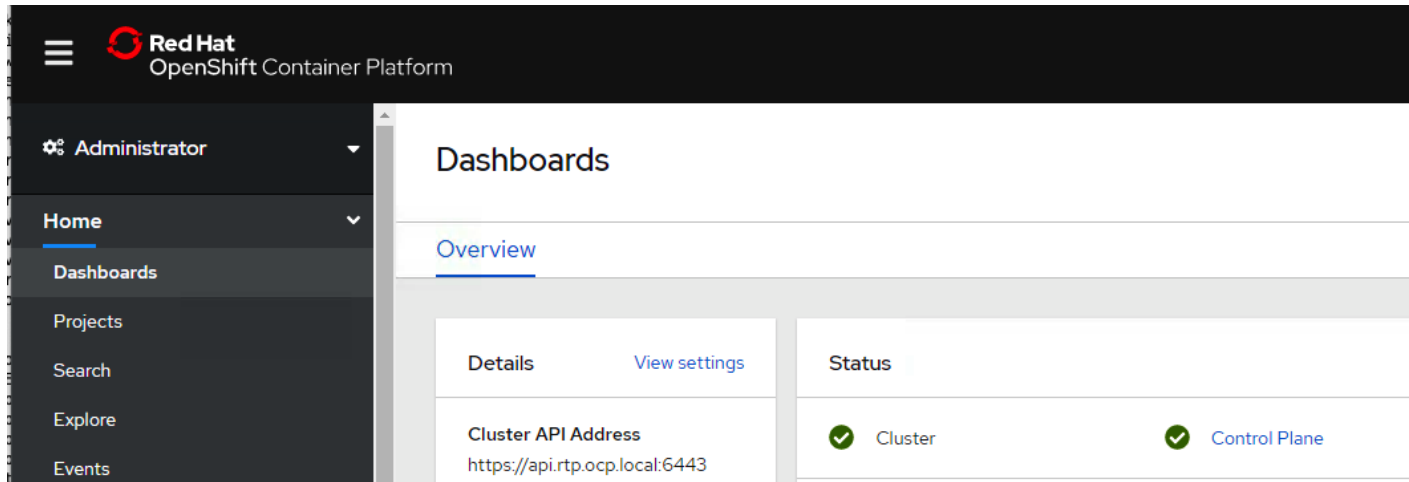 Red Hat
OpenShift Container Platform
Administrator
Home
Dashboards
Projects
Search
Explore
Events
Dashboards
Overview
Details
View settings
Cluster API Address
https://api.rtp.ocp.local:6443
Status
Cluster
Control Plane